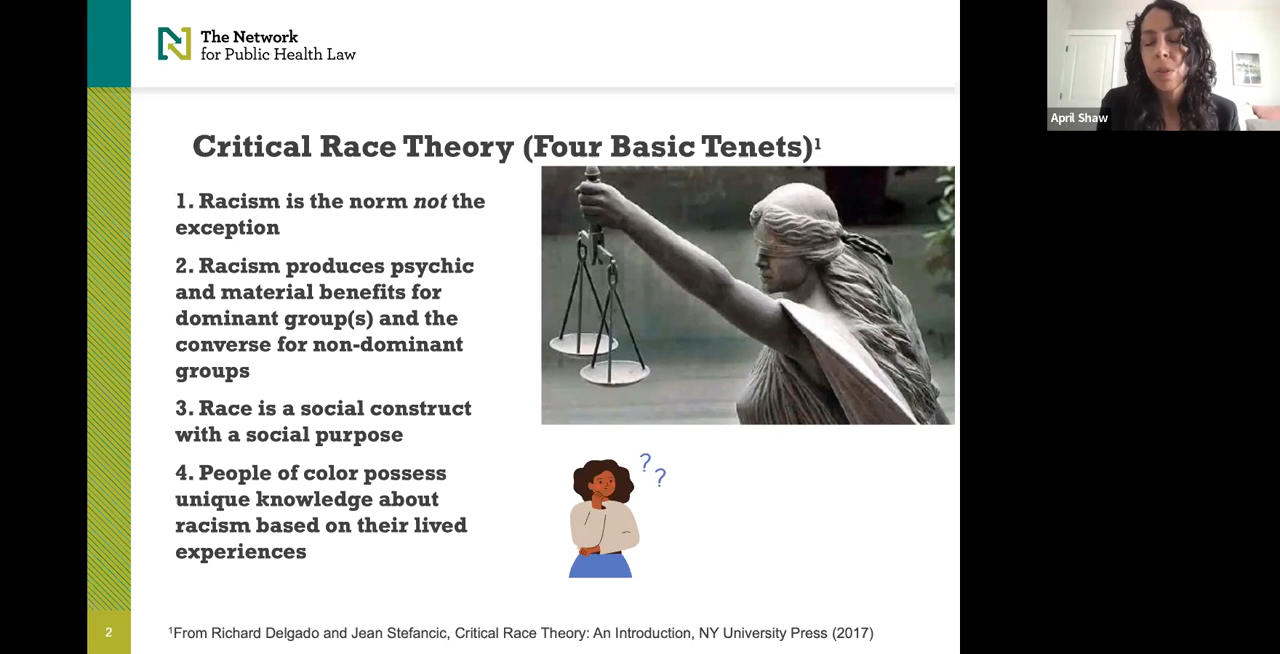 The Network
for Public Health Law
April Shaw
Critical Race Theory (Four Basic Tenets)¹
1. Racism is the norm not the
exception
2. Racism produces psychic
and material benefits for
dominant group(s) and the
converse for non-dominant
groups
3. Race is a social construct
with a social purpose
4. People of color possess
unique knowledge about
racism based on their lived
experiences
? ?
2
¹From Richard Delgado and Jean Stefancic, Critical Race Theory: An Introduction, NY University Press (2017)